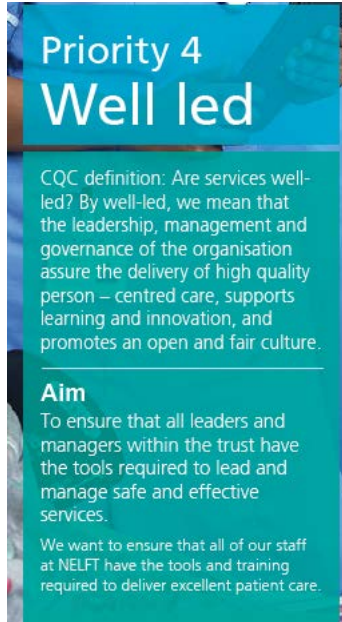 Priority 4
Well led
CQC definition: Are services well-
led? By well-led, we mean that
the leadership, management and
governance of the organisation
assure the delivery of high quality
person – centred care, supports
learning and innovation, and
promotes an open and fair culture.
Aim
To ensure that all leaders and
managers within the trust have
the tools required to lead and
manage safe and effective
services.
We want to ensure that all of our staff
at NELFT have the tools and training
required to deliver excellent patient care.